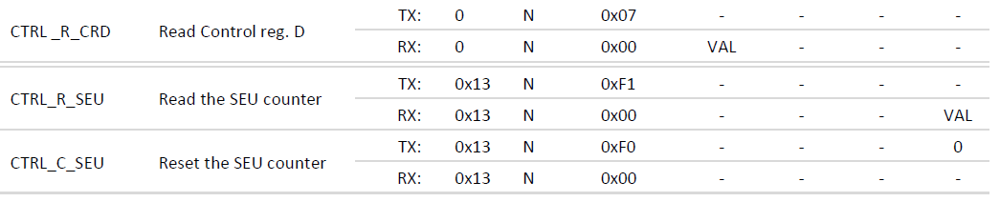 TX: 0 N 0x07 - - - -
CTRL _R_CRD Read Control reg. D
RX: 0 N 0x00 VAL - - -
TX: 0x13 N 0xF1 - - - -
CTRL_R_SEU Read the SEU counter
RX: 0x13 N 0x00 - - - VAL
TX: 0x13 N 0xF0 - - - 0
CTRL_C_SEU Reset the SEU counter
RX: 0x13 N 0x00 - - - -